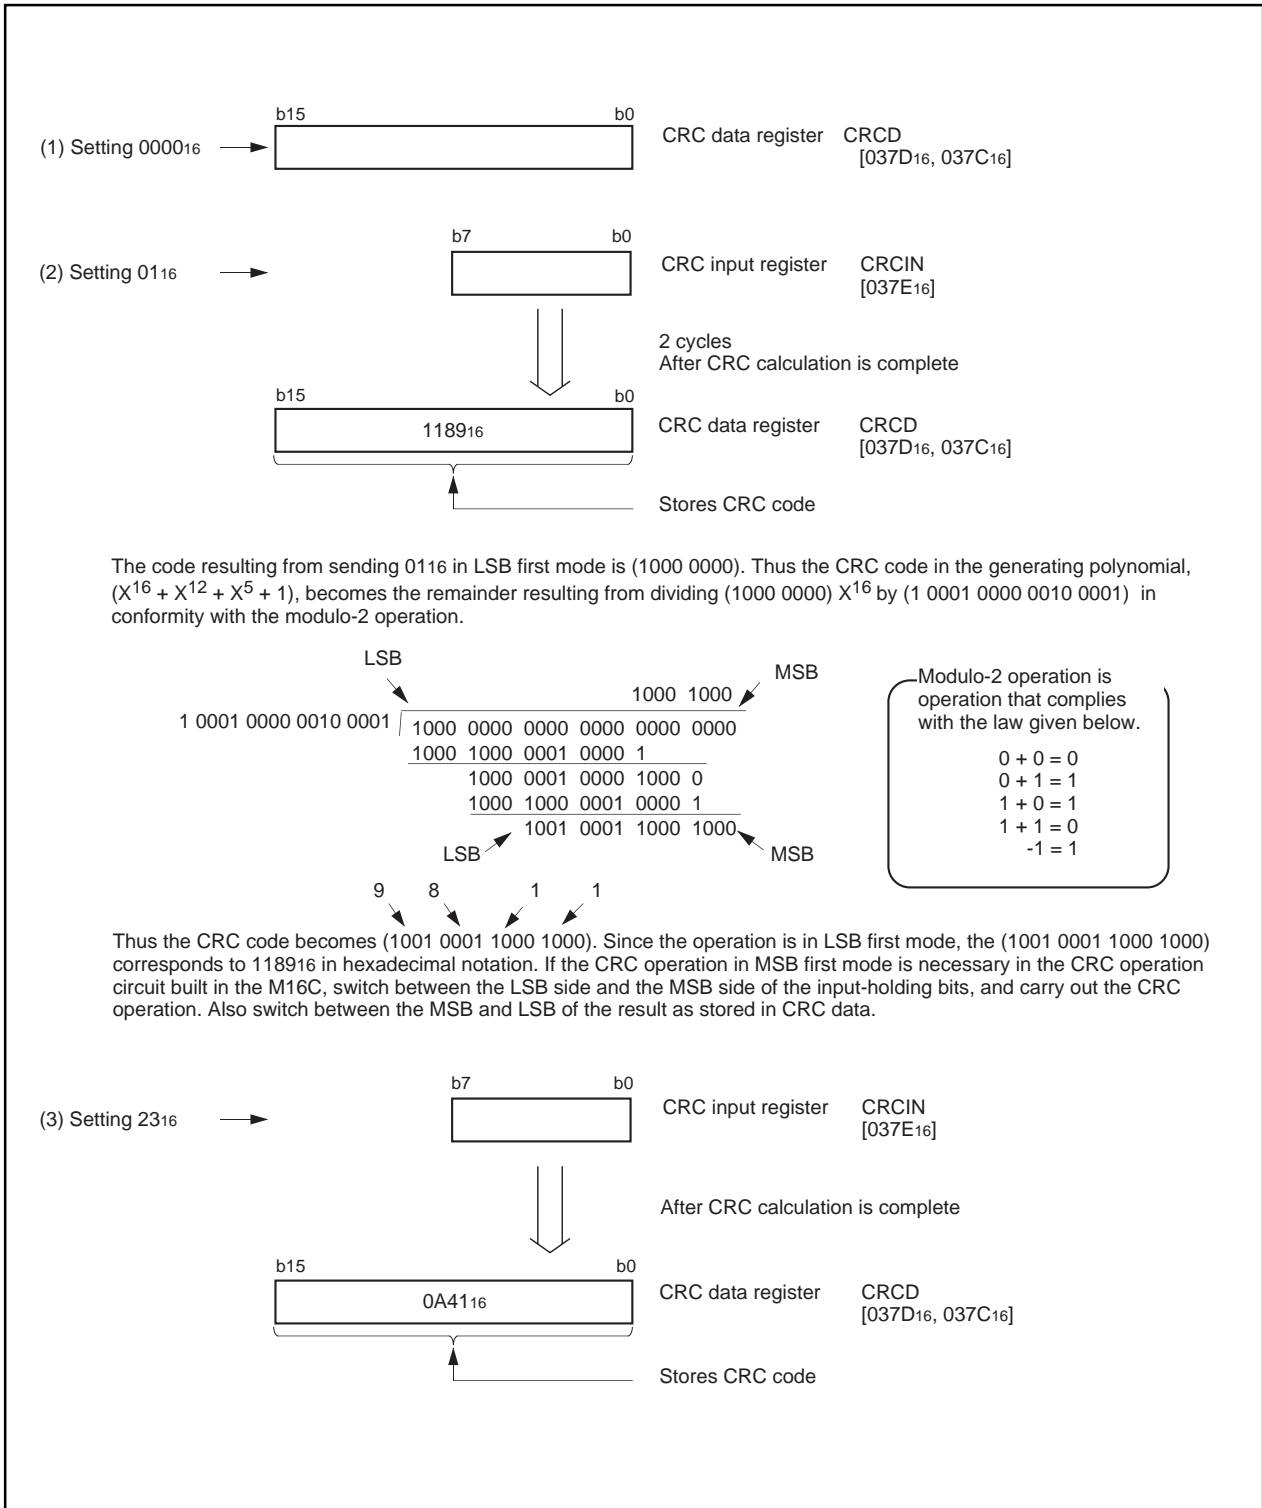 b15 b0
(1) Setting 0000₁₆ CRC data register CRCD
[037D₁₆, 037C₁₆]
b7 b0
(2) Setting 01₁₆ CRC input register CRCIN
[037E₁₆]
2 cycles
After CRC calculation is complete
b15 b0
1189₁₆ CRC data register CRCD
[037D₁₆, 037C₁₆]
Stores CRC code
The code resulting from sending 01₁₆ in LSB first mode is (1000 0000). Thus the CRC code in the generating polynomial,
(X¹⁶ + X¹² + X⁵ + 1), becomes the remainder resulting from dividing (1000 0000) X¹⁶ by (1 0001 0000 0010 0001) in
conformity with the modulo-2 operation.
LSB MSB
1000 1000
1 0001 0000 0010 0001 1000 0000 0000 0000 0000 0000
1000 1000 0001 0000 1
1000 0001 0000 1000 0
1000 1000 0001 0000 1
1001 0001 1000 1000
LSB MSB
Modulo-2 operation is
operation that complies
with the law given below.
0 + 0 = 0
0 + 1 = 1
1 + 0 = 1
1 + 1 = 0
-1 = 1
9 8 1 1
Thus the CRC code becomes (1001 0001 1000 1000). Since the operation is in LSB first mode, the (1001 0001 1000 1000)
corresponds to 1189₁₆ in hexadecimal notation. If the CRC operation in MSB first mode is necessary in the CRC operation
circuit built in the M16C, switch between the LSB side and the MSB side of the input-holding bits, and carry out the CRC
operation. Also switch between the MSB and LSB of the result as stored in CRC data.
b7 b0
(3) Setting 23₁₆ CRC input register CRCIN
[037E₁₆]
After CRC calculation is complete
b15 b0
0A41₁₆ CRC data register CRCD
[037D₁₆, 037C₁₆]
Stores CRC code